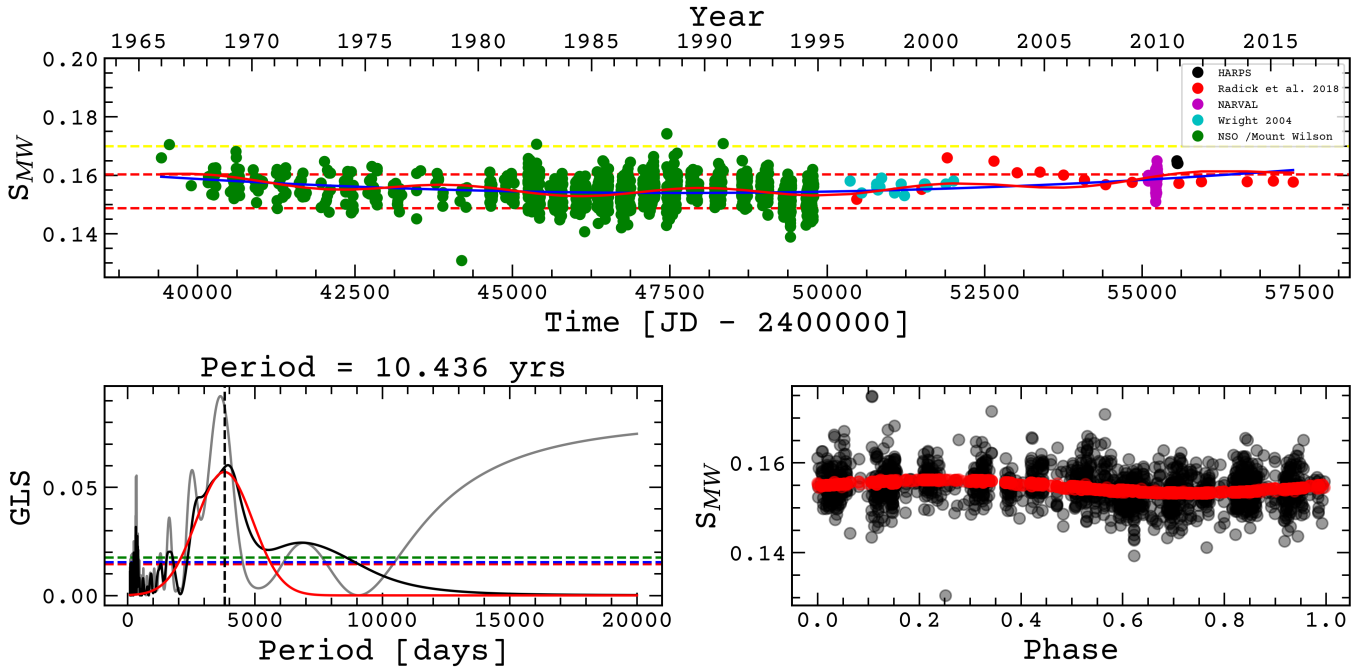 Year
1965 1970 1975 1980 1985 1990 1995 2000 2005 2010 2015
0.20
0.18
0.16
0.14
S_MW
HARPS
Radick et al. 2018
NARVAL
Wright 2004
NSO /Mount Wilson
40000 42500 45000 47500 50000 52500 55000 57500
Time [JD - 2400000]
Period = 10.436 yrs
GLS
0.05
0.00
0 5000 10000 15000 20000
Period [days]
S_MW
0.16
0.14
0.0 0.2 0.4 0.6 0.8 1.0
Phase